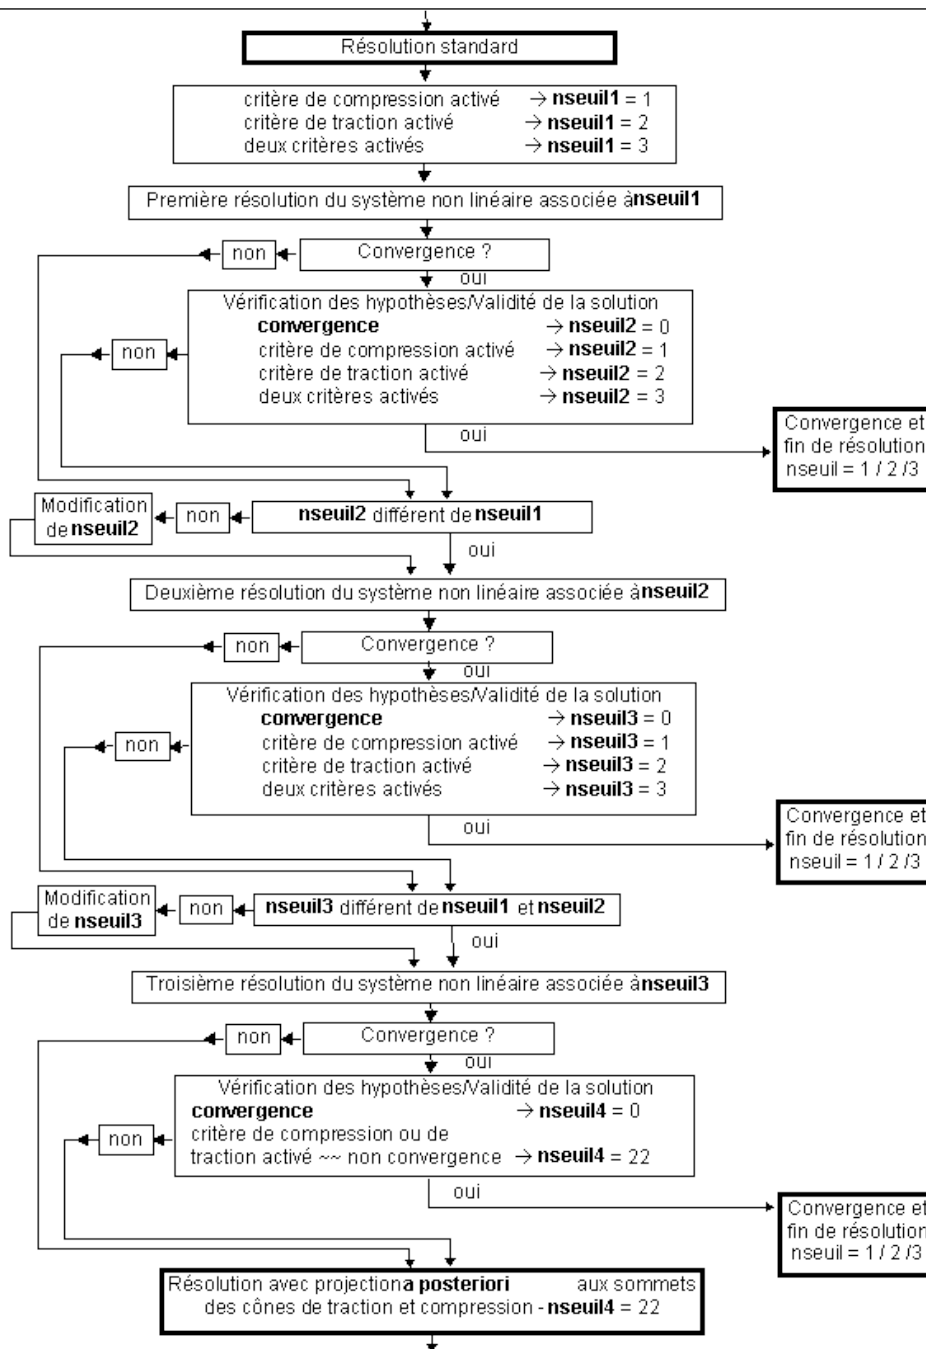 Résolution standard
critère de compression activé → nseuil1 = 1
critère de traction activé → nseuil1 = 2
deux critères activés → nseuil1 = 3
Première résolution du système non linéaire associée à nseuil1
non
Convergence ?
oui
Vérification des hypothèses/Validité de la solution
convergence → nseuil2 = 0
critère de compression activé → nseuil2 = 1
critère de traction activé → nseuil2 = 2
deux critères activés → nseuil2 = 3
non
oui
Convergence et
fin de résolution
nseuil = 1 / 2 /3
Modification
de nseuil2
non
nseuil2 différent de nseuil1
oui
Deuxième résolution du système non linéaire associée à nseuil2
non
Convergence ?
oui
Vérification des hypothèses/Validité de la solution
convergence → nseuil3 = 0
critère de compression activé → nseuil3 = 1
critère de traction activé → nseuil3 = 2
deux critères activés → nseuil3 = 3
non
oui
Convergence et
fin de résolution
nseuil = 1 / 2 /3
Modification
de nseuil3
non
nseuil3 différent de nseuil1 et nseuil2
oui
Troisième résolution du système non linéaire associée à nseuil3
non
Convergence ?
oui
Vérification des hypothèses/Validité de la solution
convergence → nseuil4 = 0
critère de compression ou de
traction activé ~~ non convergence → nseuil4 = 22
non
oui
Convergence et
fin de résolution
nseuil = 1 / 2 /3
Résolution avec projection a posteriori aux sommets
des cônes de traction et compression - nseuil4 = 22